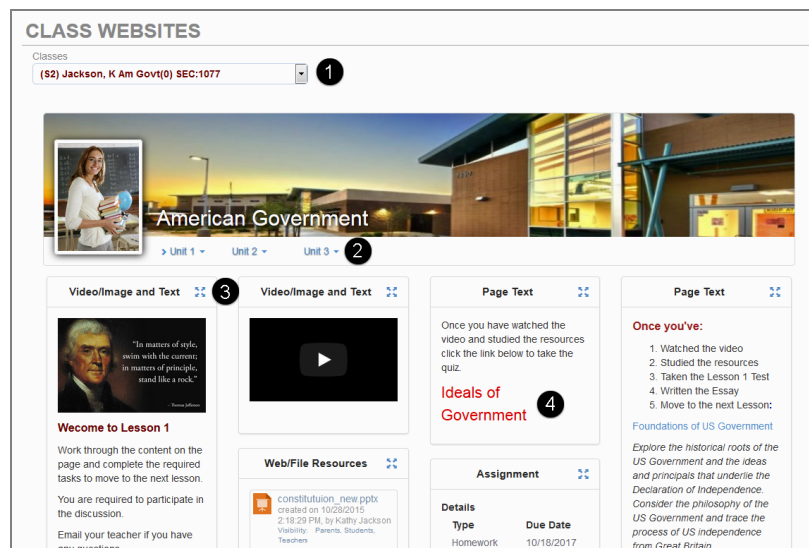 CLASS WEBSITES
Classes
(S2) Jackson, K Am Govt(0) SEC:1077
1
American Government
> Unit 1
Unit 2
Unit 3
2
Video/Image and Text
3
"In matters of style,
swim with the current;
in matters of principle,
stand like a rock."
- Thomas Jefferson
Wecome to Lesson 1
Work through the content on the
page and complete the required
tasks to move to the next lesson.
You are required to participate in
the discussion.
Email your teacher if you have
any questions.
Video/Image and Text
Web/File Resources
constitutuion_new.pptx
created on 10/28/2015
2:18:29 PM, by Kathy Jackson
Visibility: Parents, Students,
Teachers
Page Text
Once you have watched the
video and studied the resources
click the link below to take the
quiz.
Ideals of
Government
4
Assignment
Details
Type Due Date
Homework 10/18/2017
Page Text
Once you've:
1. Watched the video
2. Studied the resources
3. Taken the Lesson 1 Test
4. Written the Essay
5. Move to the next Lesson:
Foundations of US Government
Explore the historical roots of the
US Government and the ideas
and principals that underlie the
Declaration of Independence.
Consider the philosophy of the
US Government and trace the
process of US independence
from Great Britain